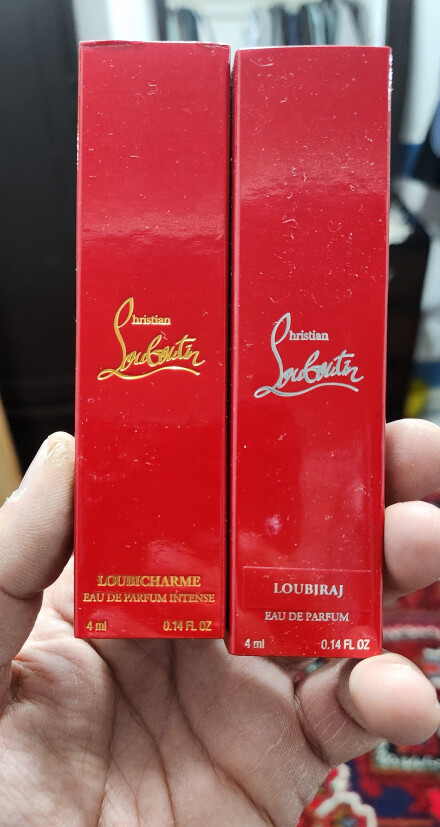 Christian
Louboutin
LOUBICHARME
EAU DE PARFUM INTENSE
4 ml 0.14 FL OZ
Christian
Louboutin
LOUBIRAJ
EAU DE PARFUM
4 ml 0.14 FL OZ